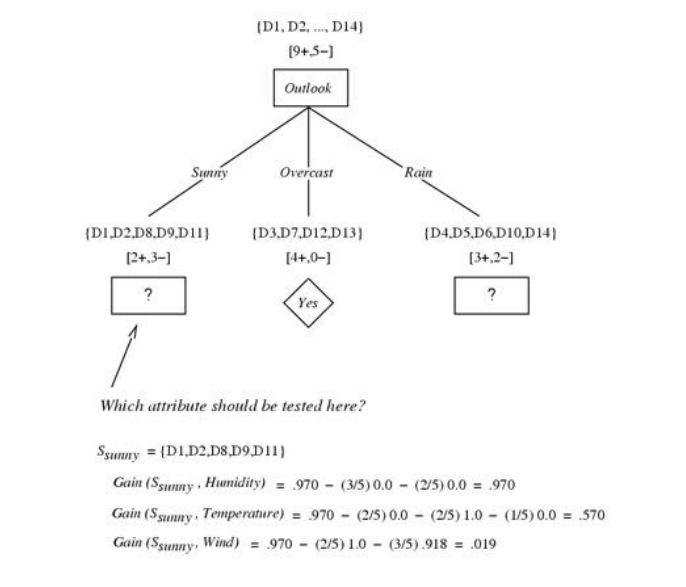 {D1, D2, ..., D14}
[9+,5−]
Outlook
Sunny Overcast Rain
{D1,D2,D8,D9,D11} {D3,D7,D12,D13} {D4,D5,D6,D10,D14}
[2+,3−] [4+,0−] [3+,2−]
? Yes ?
Which attribute should be tested here?
Ssunny = {D1,D2,D8,D9,D11}
Gain (Ssunny , Humidity) = .970 − (3/5) 0.0 − (2/5) 0.0 = .970
Gain (Ssunny , Temperature) = .970 − (2/5) 0.0 − (2/5) 1.0 − (1/5) 0.0 = .570
Gain (Ssunny, Wind) = .970 − (2/5) 1.0 − (3/5) .918 = .019